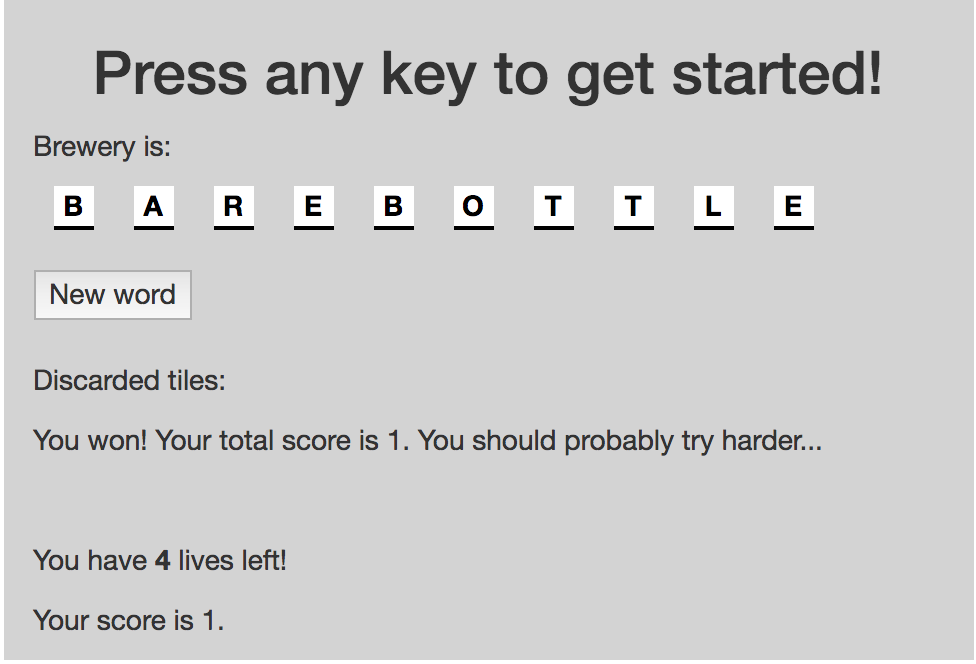 Press any key to get started!
Brewery is:
B A R E B O T T L E
New word
Discarded tiles:
You won! Your total score is 1. You should probably try harder...
You have 4 lives left!
Your score is 1.